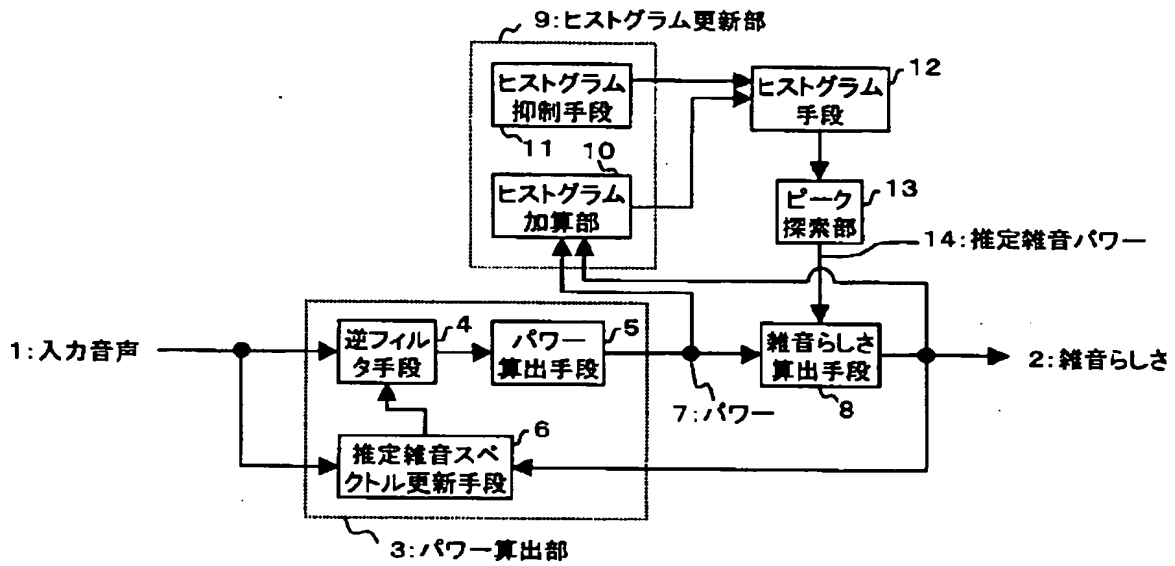 9:ヒストグラム更新部
ヒストグラム
抑制手段
11
10
ヒストグラム
加算部
12
ヒストグラム
手段
13
ピーク
探索部
14:推定雑音パワー
1:入力音声
4
逆フィル
タ手段
5
パワー
算出手段
7:パワー
雑音らしさ
算出手段
8
2:雑音らしさ
6
推定雑音スペ
クトル更新手段
3:パワー算出部